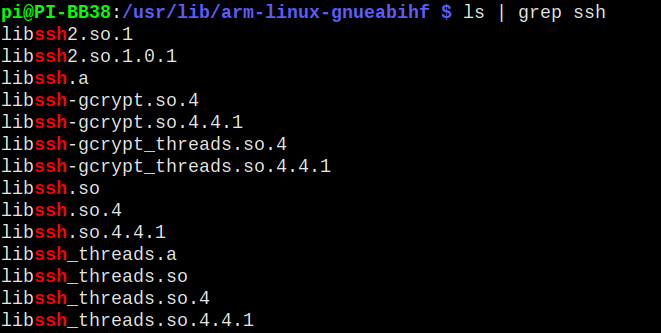 pi@PI-BB38:/usr/lib/arm-linux-gnueabihf $ ls | grep ssh
libssh2.so.1
libssh2.so.1.0.1
libssh.a
libssh-gcrypt.so.4
libssh-gcrypt.so.4.4.1
libssh-gcrypt_threads.so.4
libssh-gcrypt_threads.so.4.4.1
libssh.so
libssh.so.4
libssh.so.4.4.1
libssh_threads.a
libssh_threads.so
libssh_threads.so.4
libssh_threads.so.4.4.1